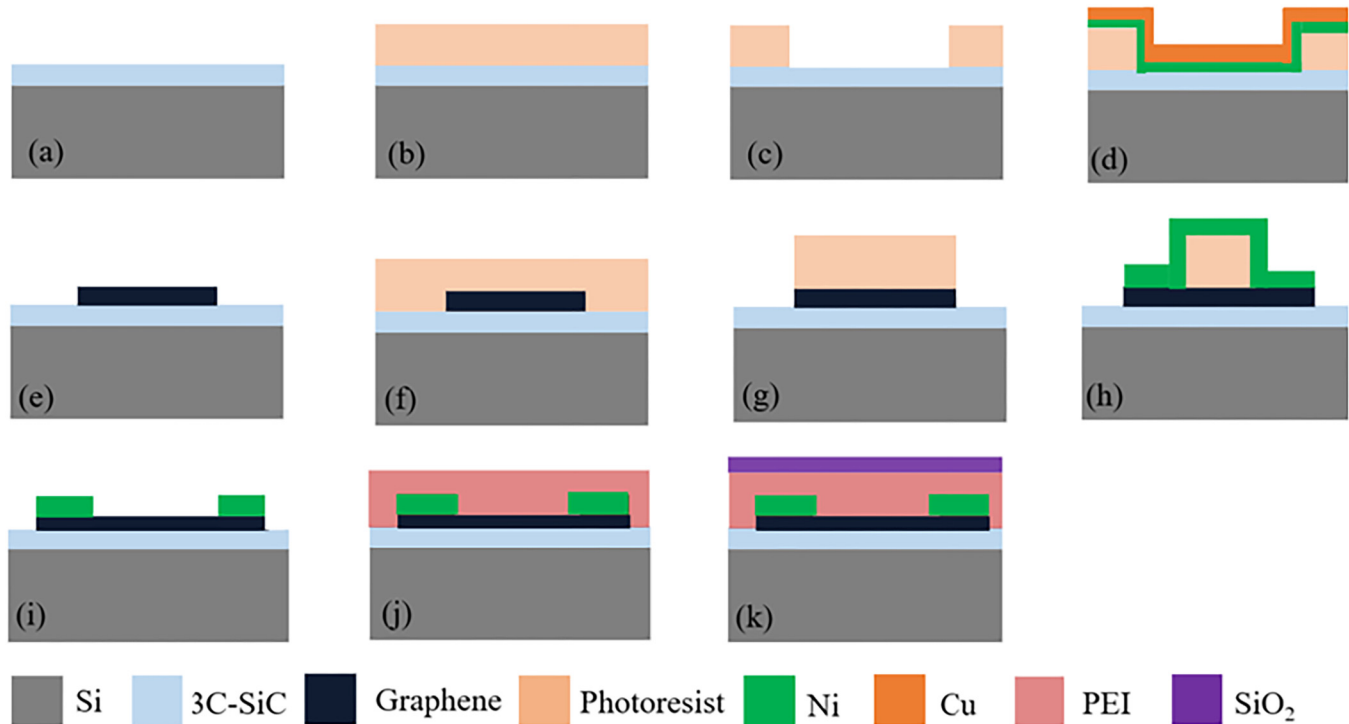 (a)
(b)
(c)
(d)
(e)
(f)
(g)
(h)
(i)
(j)
(k)
Si 3C-SiC Graphene Photoresist Ni Cu PEI SiO₂